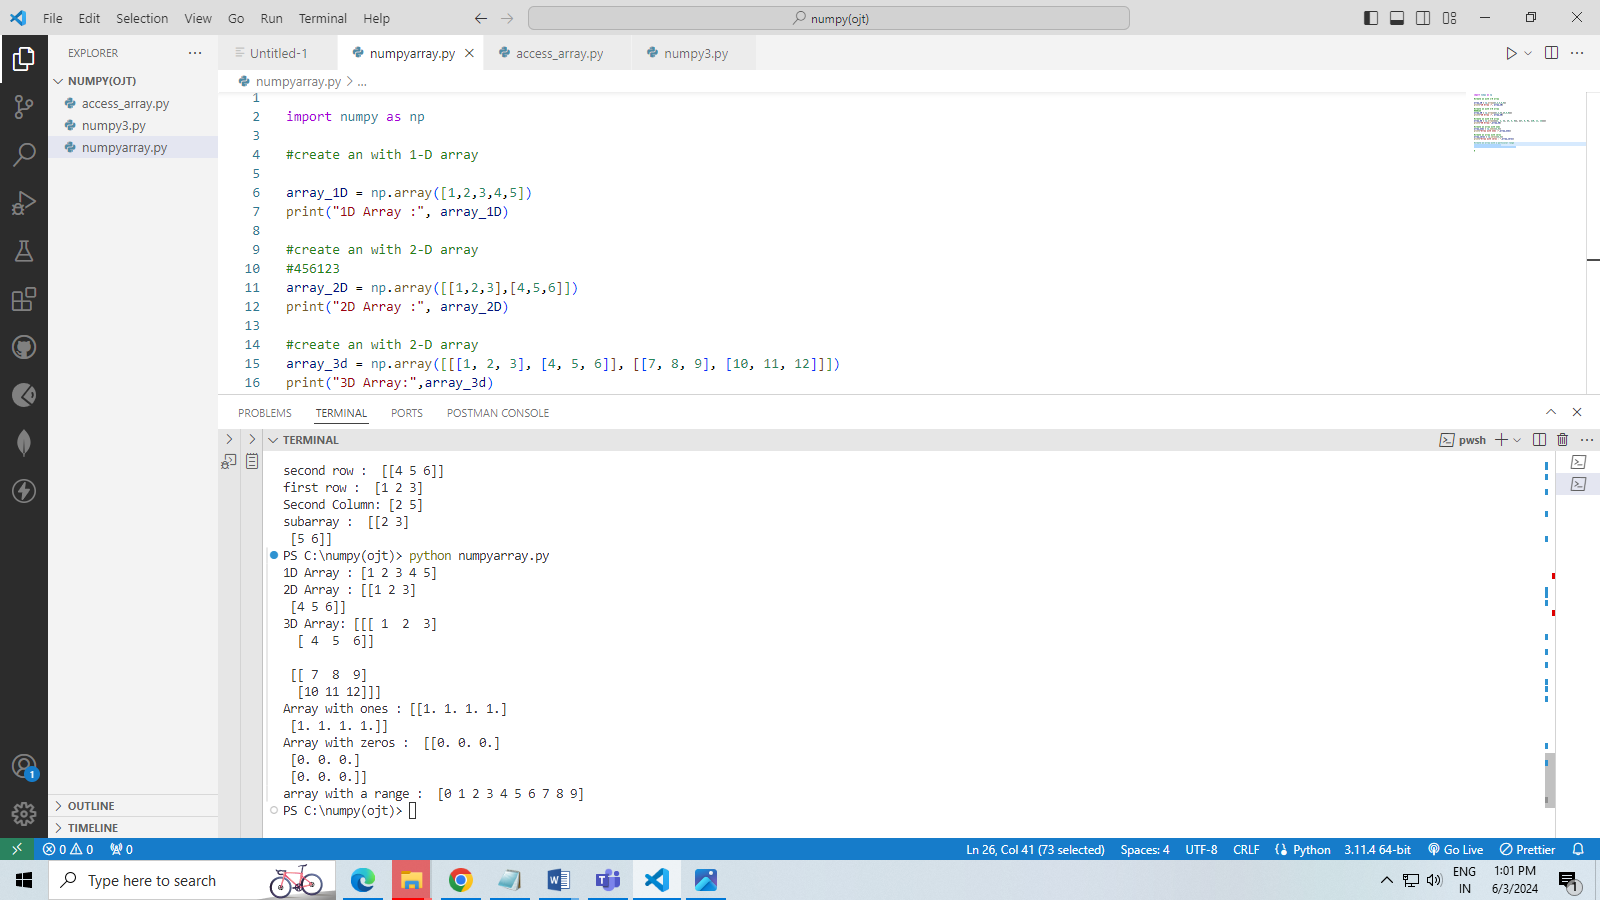 File Edit Selection View Go Run Terminal Help
numpy(ojt)
EXPLORER
NUMPY(OJT)
access_array.py
numpy3.py
numpyarray.py
OUTLINE
TIMELINE
Untitled-1 numpyarray.py access_array.py numpy3.py
numpyarray.py > ...
1
2 import numpy as np
3
4 #create an with 1-D array
5
6 array_1D = np.array([1,2,3,4,5])
7 print("1D Array :", array_1D)
8
9 #create an with 2-D array
10 #456123
11 array_2D = np.array([[1,2,3],[4,5,6]])
12 print("2D Array :", array_2D)
13
14 #create an with 2-D array
15 array_3d = np.array([[[1, 2, 3], [4, 5, 6]], [[7, 8, 9], [10, 11, 12]]])
16 print("3D Array:",array_3d)
PROBLEMS TERMINAL PORTS POSTMAN CONSOLE
TERMINAL
pwsh
second row :  [[4 5 6]]
first row :  [1 2 3]
Second Column: [2 5]
subarray :  [[2 3]
[5 6]]
PS C:\numpy(ojt)> python numpyarray.py
1D Array : [1 2 3 4 5]
2D Array : [[1 2 3]
[4 5 6]]
3D Array: [[[ 1  2  3]
[ 4  5  6]]
[[ 7  8  9]
[10 11 12]]]
Array with ones : [[1. 1. 1. 1.]
[1. 1. 1. 1.]]
Array with zeros :  [[0. 0. 0.]
[0. 0. 0.]
[0. 0. 0.]]
array with a range :  [0 1 2 3 4 5 6 7 8 9]
PS C:\numpy(ojt)>
1
0 0 0
Ln 26, Col 41 (73 selected) Spaces: 4 UTF-8 CRLF Python 3.11.4 64-bit Go Live Prettier
Type here to search
ENG
IN
1:01 PM
6/3/2024
1